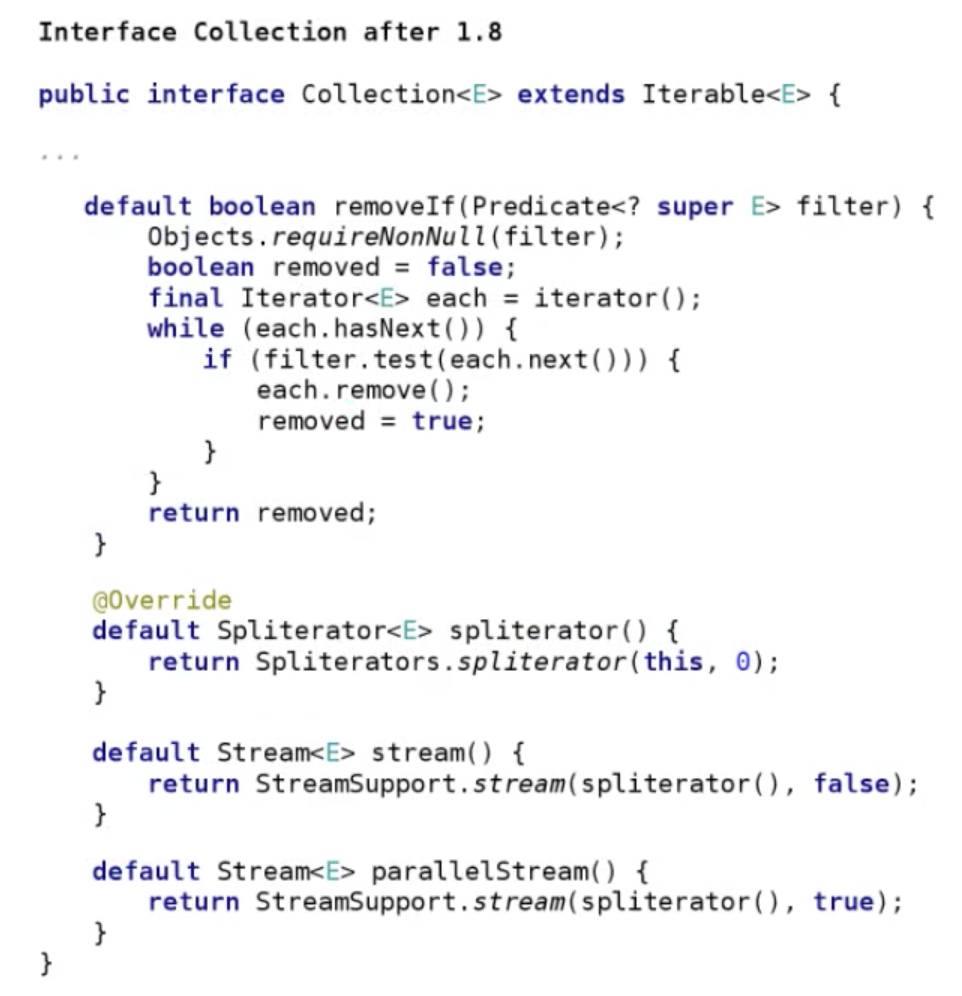 Interface Collection after 1.8
public interface Collection<E> extends Iterable<E> {
...
default boolean removeIf(Predicate<? super E> filter) {
Objects.requireNonNull(filter);
boolean removed = false;
final Iterator<E> each = iterator();
while (each.hasNext()) {
if (filter.test(each.next())) {
each.remove();
removed = true;
}
}
return removed;
}
@Override
default Spliterator<E> spliterator() {
return Spliterators.spliterator(this, 0);
}
default Stream<E> stream() {
return StreamSupport.stream(spliterator(), false);
}
default Stream<E> parallelStream() {
return StreamSupport.stream(spliterator(), true);
}
}